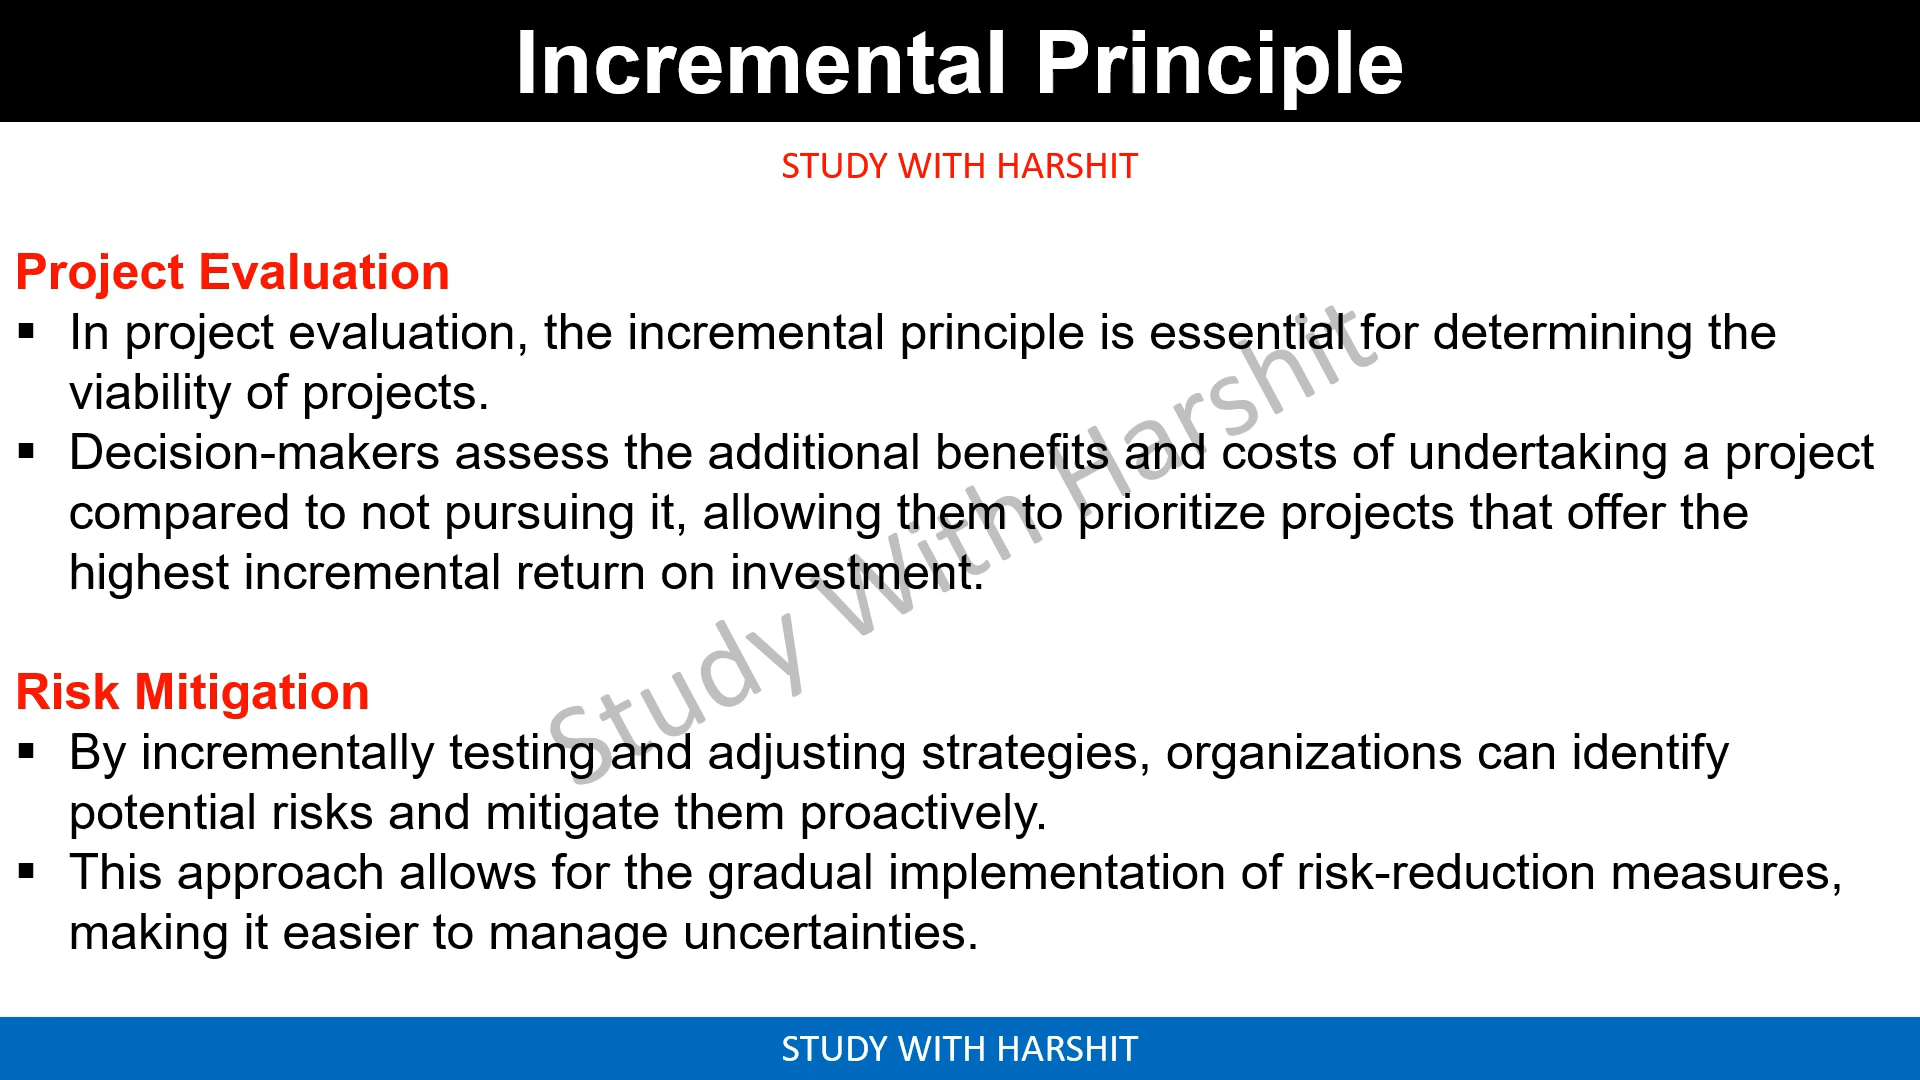 Incremental Principle
STUDY WITH HARSHIT
Project Evaluation
▪ In project evaluation, the incremental principle is essential for determining the
viability of projects.
▪ Decision-makers assess the additional benefits and costs of undertaking a project
compared to not pursuing it, allowing them to prioritize projects that offer the
highest incremental return on investment.
Risk Mitigation
▪ By incrementally testing and adjusting strategies, organizations can identify
potential risks and mitigate them proactively.
▪ This approach allows for the gradual implementation of risk-reduction measures,
making it easier to manage uncertainties.
Study With Harshit
STUDY WITH HARSHIT